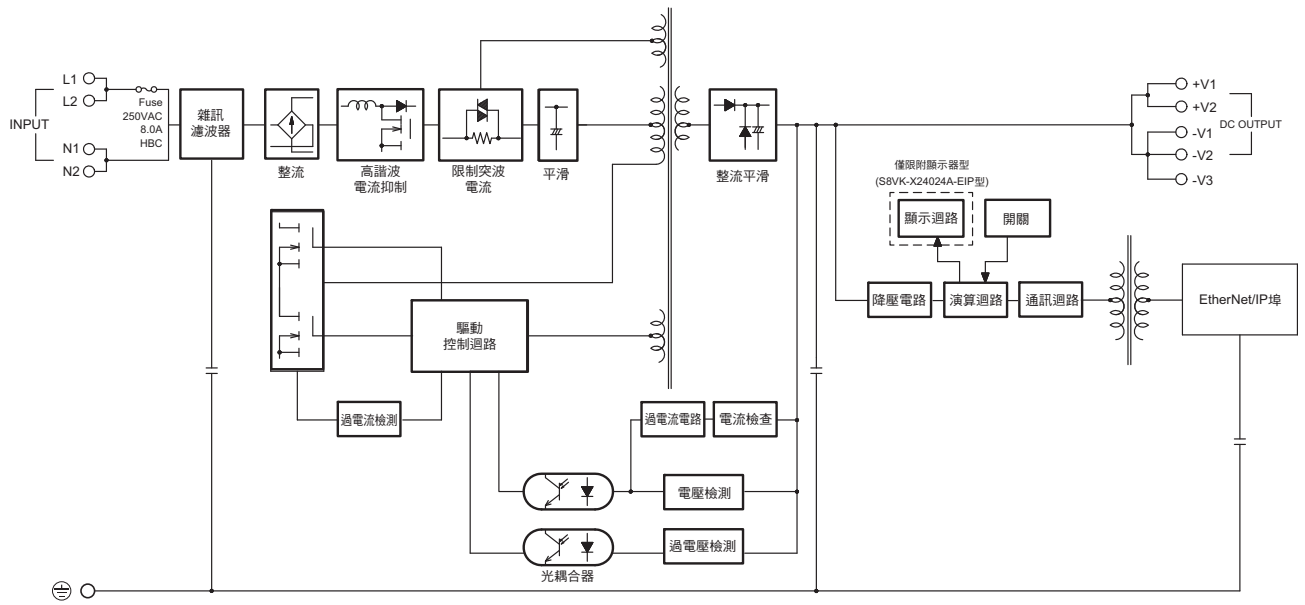 INPUT
L1
L2
N1
N2
Fuse
250VAC
8.0A
HBC
雜訊
濾波器
整流
高諧波
電流抑制
限制突波
電流
平滑
整流平滑
+V1
+V2
-V1
-V2
-V3
DC OUTPUT
僅限附顯示器型
(S8VK-X24024A-EIP型)
顯示迴路
開關
降壓電路
演算迴路
通訊迴路
EtherNet/IP埠
驅動
控制迴路
過電流檢測
過電流電路
電流檢查
電壓檢測
過電壓檢測
光耦合器